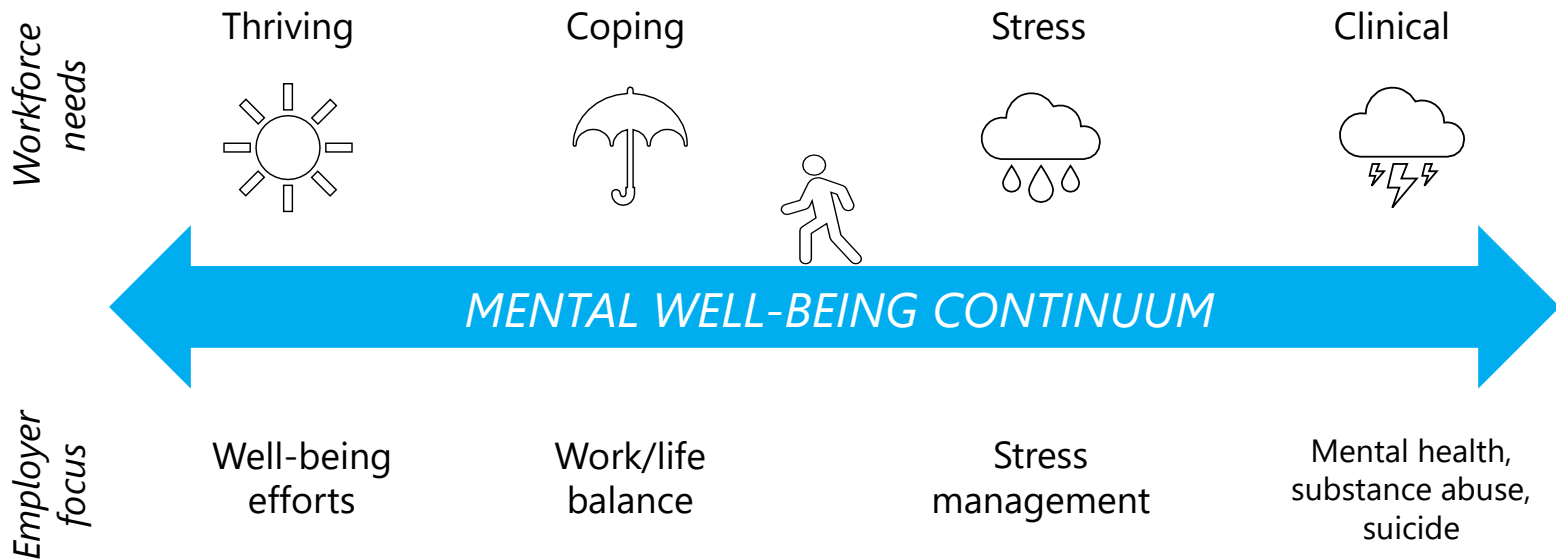 Workforce
needs
Thriving
Coping
Stress
Clinical
MENTAL WELL-BEING CONTINUUM
Employer
focus
Well-being
efforts
Work/life
balance
Stress
management
Mental health,
substance abuse,
suicide